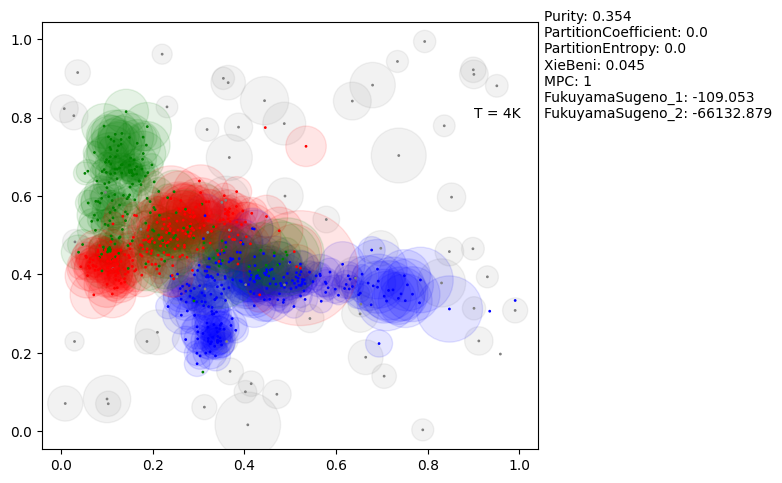 Purity: 0.354
PartitionCoefficient: 0.0
PartitionEntropy: 0.0
XieBeni: 0.045
MPC: 1
FukuyamaSugeno_1: -109.053
FukuyamaSugeno_2: -66132.879
T = 4K
1.0
0.8
0.6
0.4
0.2
0.0
0.0 0.2 0.4 0.6 0.8 1.0